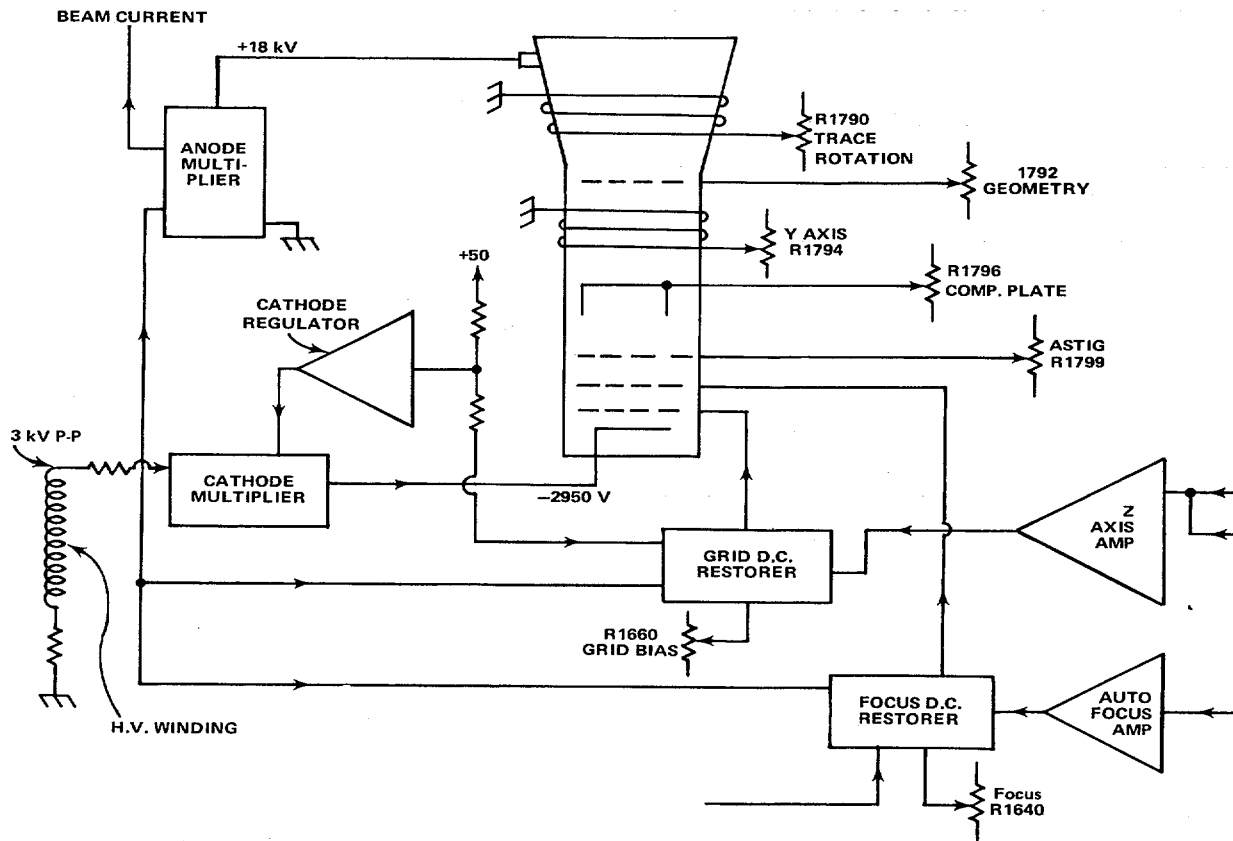 BEAM CURRENT
+18 kV
ANODE
MULTI-
PLIER
R1790
TRACE
ROTATION
1792
GEOMETRY
Y AXIS
R1794
+50
R1796
COMP. PLATE
CATHODE
REGULATOR
ASTIG
R1799
3 kV P-P
CATHODE
MULTIPLIER
−2950 V
Z
AXIS
AMP
GRID D.C.
RESTORER
R1660
GRID BIAS
FOCUS D.C.
RESTORER
AUTO
FOCUS
AMP
H.V. WINDING
Focus
R1640